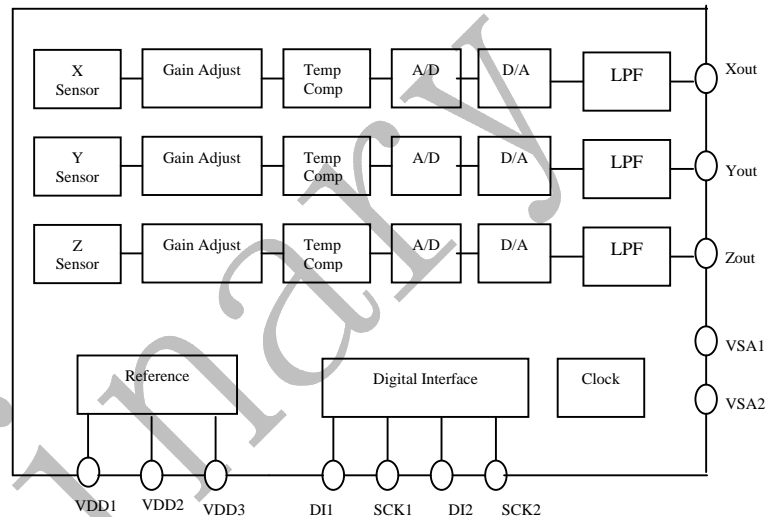 X Sensor
Gain Adjust
Temp Comp
A/D
D/A
LPF
Xout
Y Sensor
Gain Adjust
Temp Comp
A/D
D/A
LPF
Yout
Z Sensor
Gain Adjust
Temp Comp
A/D
D/A
LPF
Zout
VSA1
Reference
Digital Interface
Clock
VSA2
VDD1
VDD2
VDD3
DI1
SCK1
DI2
SCK2
inary